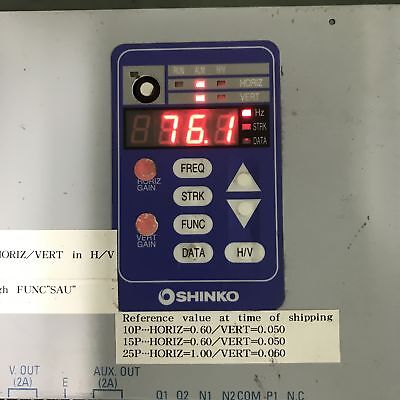 RUN ALM H/V
HORIZ
VERT
76.1
Hz
STRK
DATA
HORIZ
GAIN
FREQ
STRK
VERT
GAIN
FUNC
DATA
H/V
SHINKO
HORIZ/VERT in H/V
gh FUNC"SAU"
Reference value at time of shipping
10P…HORIZ=0.60/VERT=0.050
15P…HORIZ=0.60/VERT=0.050
25P…HORIZ=1.00/VERT=0.060
V. OUT
(2A)
E
AUX. OUT
(2A)
Q1 Q2 N1 N2 COM P1 N.C